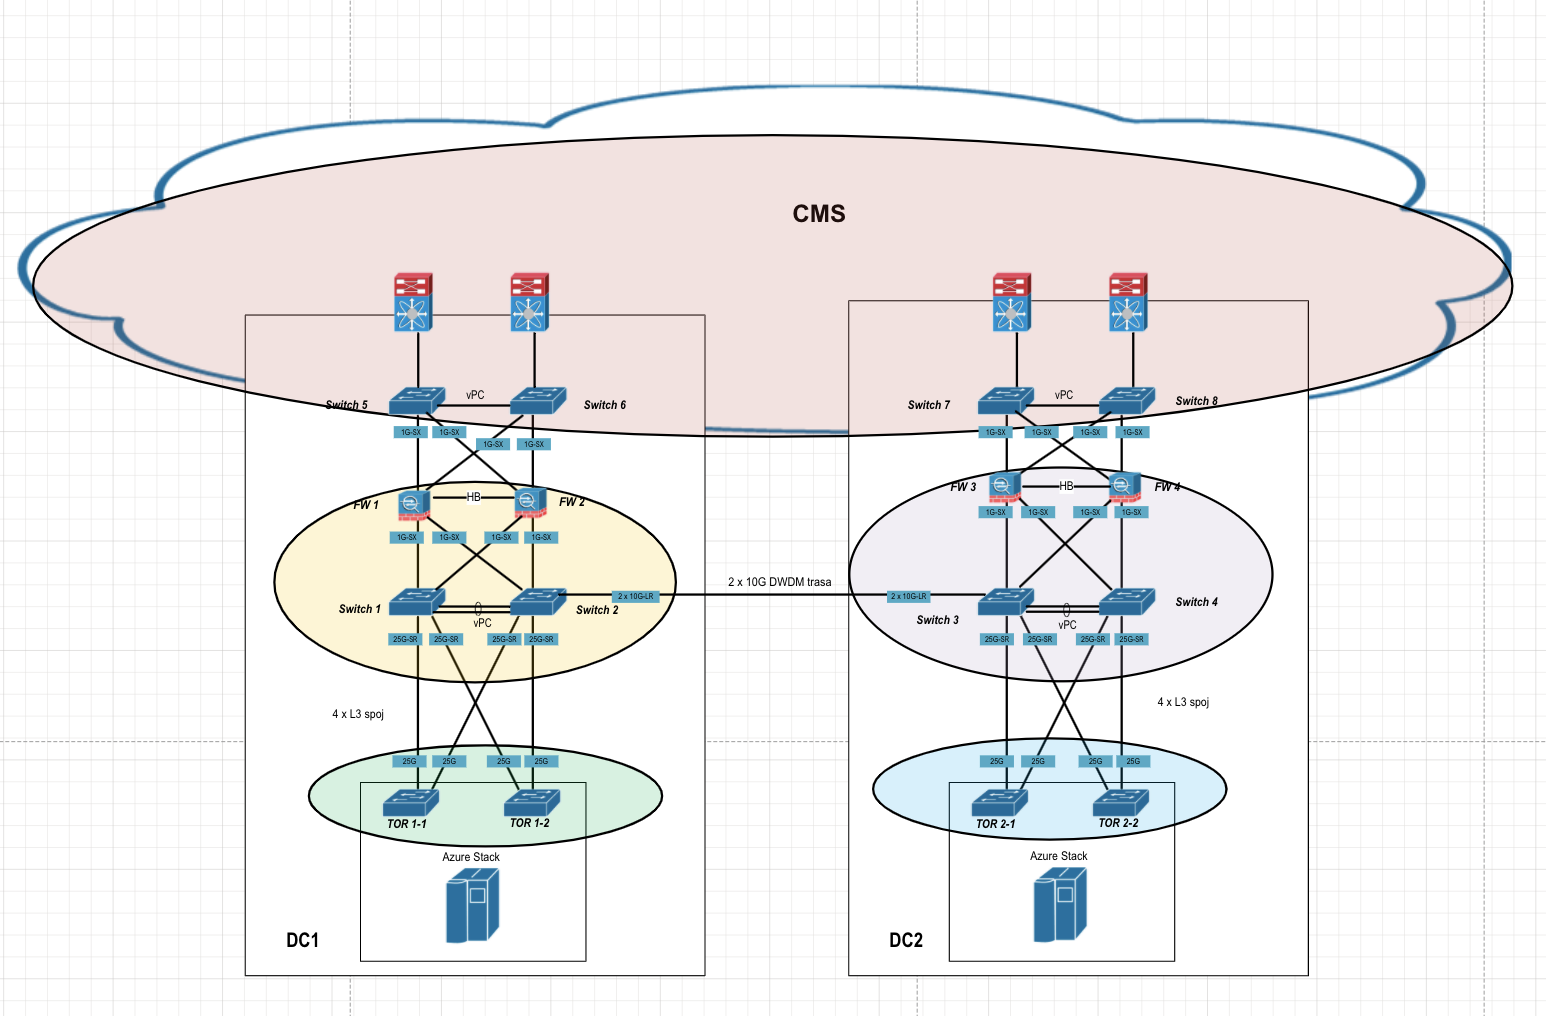 CMS
Switch 5
vPC
Switch 6
Switch 7
vPC
Switch 8
1G-SX
1G-SX
1G-SX
1G-SX
1G-SX
1G-SX
1G-SX
1G-SX
FW 1
HB
FW 2
FW 3
HB
FW 4
1G-SX
1G-SX
1G-SX
1G-SX
1G-SX
1G-SX
1G-SX
1G-SX
2 x 10G DWDM trasa
Switch 1
vPC
Switch 2
2 x 10G-LR
2 x 10G-LR
Switch 3
vPC
Switch 4
25G-SR
25G-SR
25G-SR
25G-SR
25G-SR
25G-SR
25G-SR
25G-SR
4 x L3 spoj
4 x L3 spoj
25G
25G
25G
25G
25G
25G
25G
25G
TOR 1-1
TOR 1-2
TOR 2-1
TOR 2-2
Azure Stack
Azure Stack
DC1
DC2